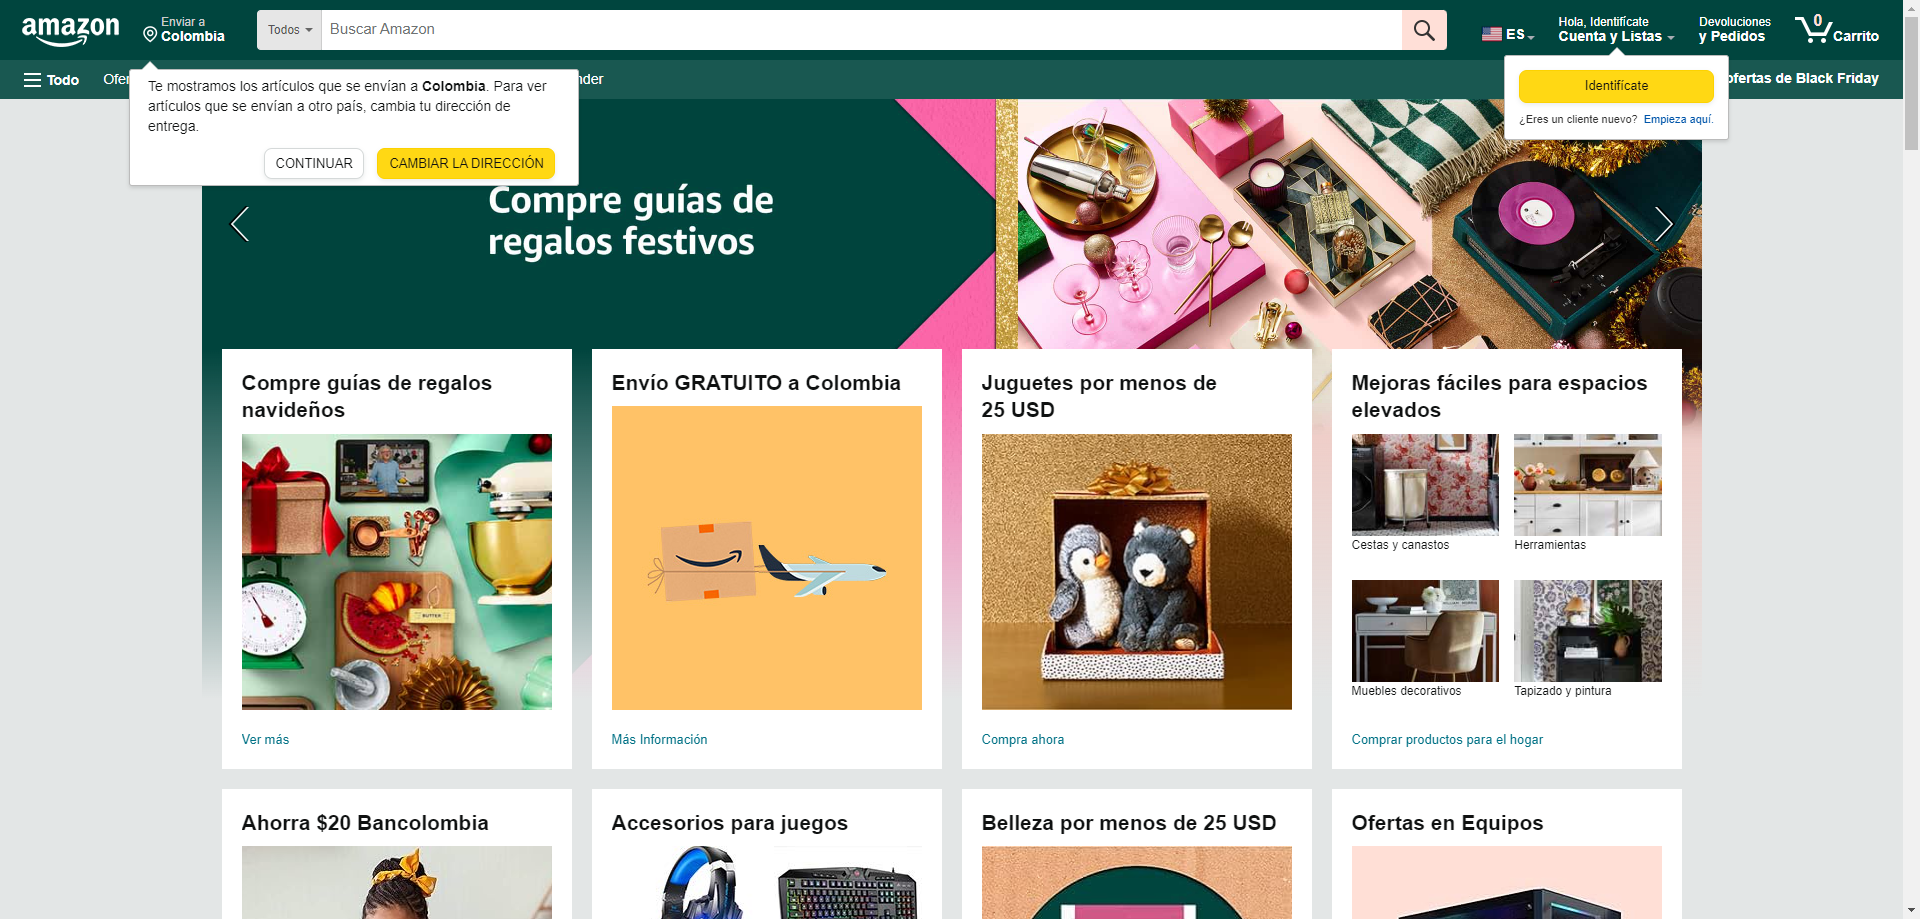 amazon
Enviar a
Colombia
Todos
Buscar Amazon
ES
Hola, Identifícate
Cuenta y Listas
Devoluciones
y Pedidos
0
Carrito
Todo
Te mostramos los artículos que se envían a Colombia. Para ver
artículos que se envían a otro país, cambia tu dirección de
entrega.
CONTINUAR
CAMBIAR LA DIRECCIÓN
Identifícate
¿Eres un cliente nuevo? Empieza aquí.
ofertas de Black Friday
Compre guías de
regalos festivos
Compre guías de regalos
navideños
BUTTER
Ver más
Envío GRATUITO a Colombia
Más Información
Juguetes por menos de
25 USD
Compra ahora
Mejoras fáciles para espacios
elevados
Cestas y canastos
Herramientas
Muebles decorativos
Tapizado y pintura
Comprar productos para el hogar
Ahorra $20 Bancolombia
Accesorios para juegos
Belleza por menos de 25 USD
Ofertas en Equipos